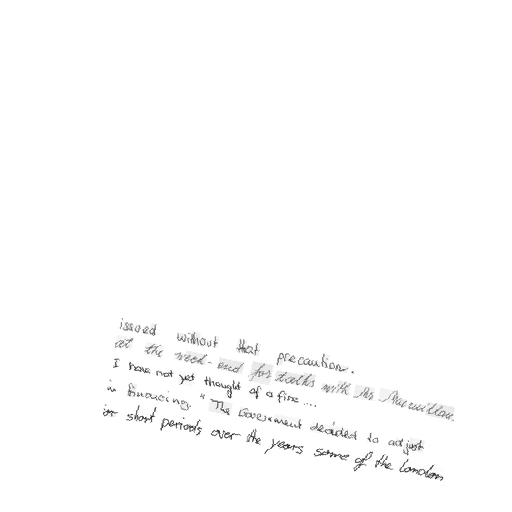 issued without that precaution.
at the week-end for talks with Mr Macmillan.
I have not yet thought of a fine...
in financing. " The Government decided to adjust
in short periods over the years some of the London